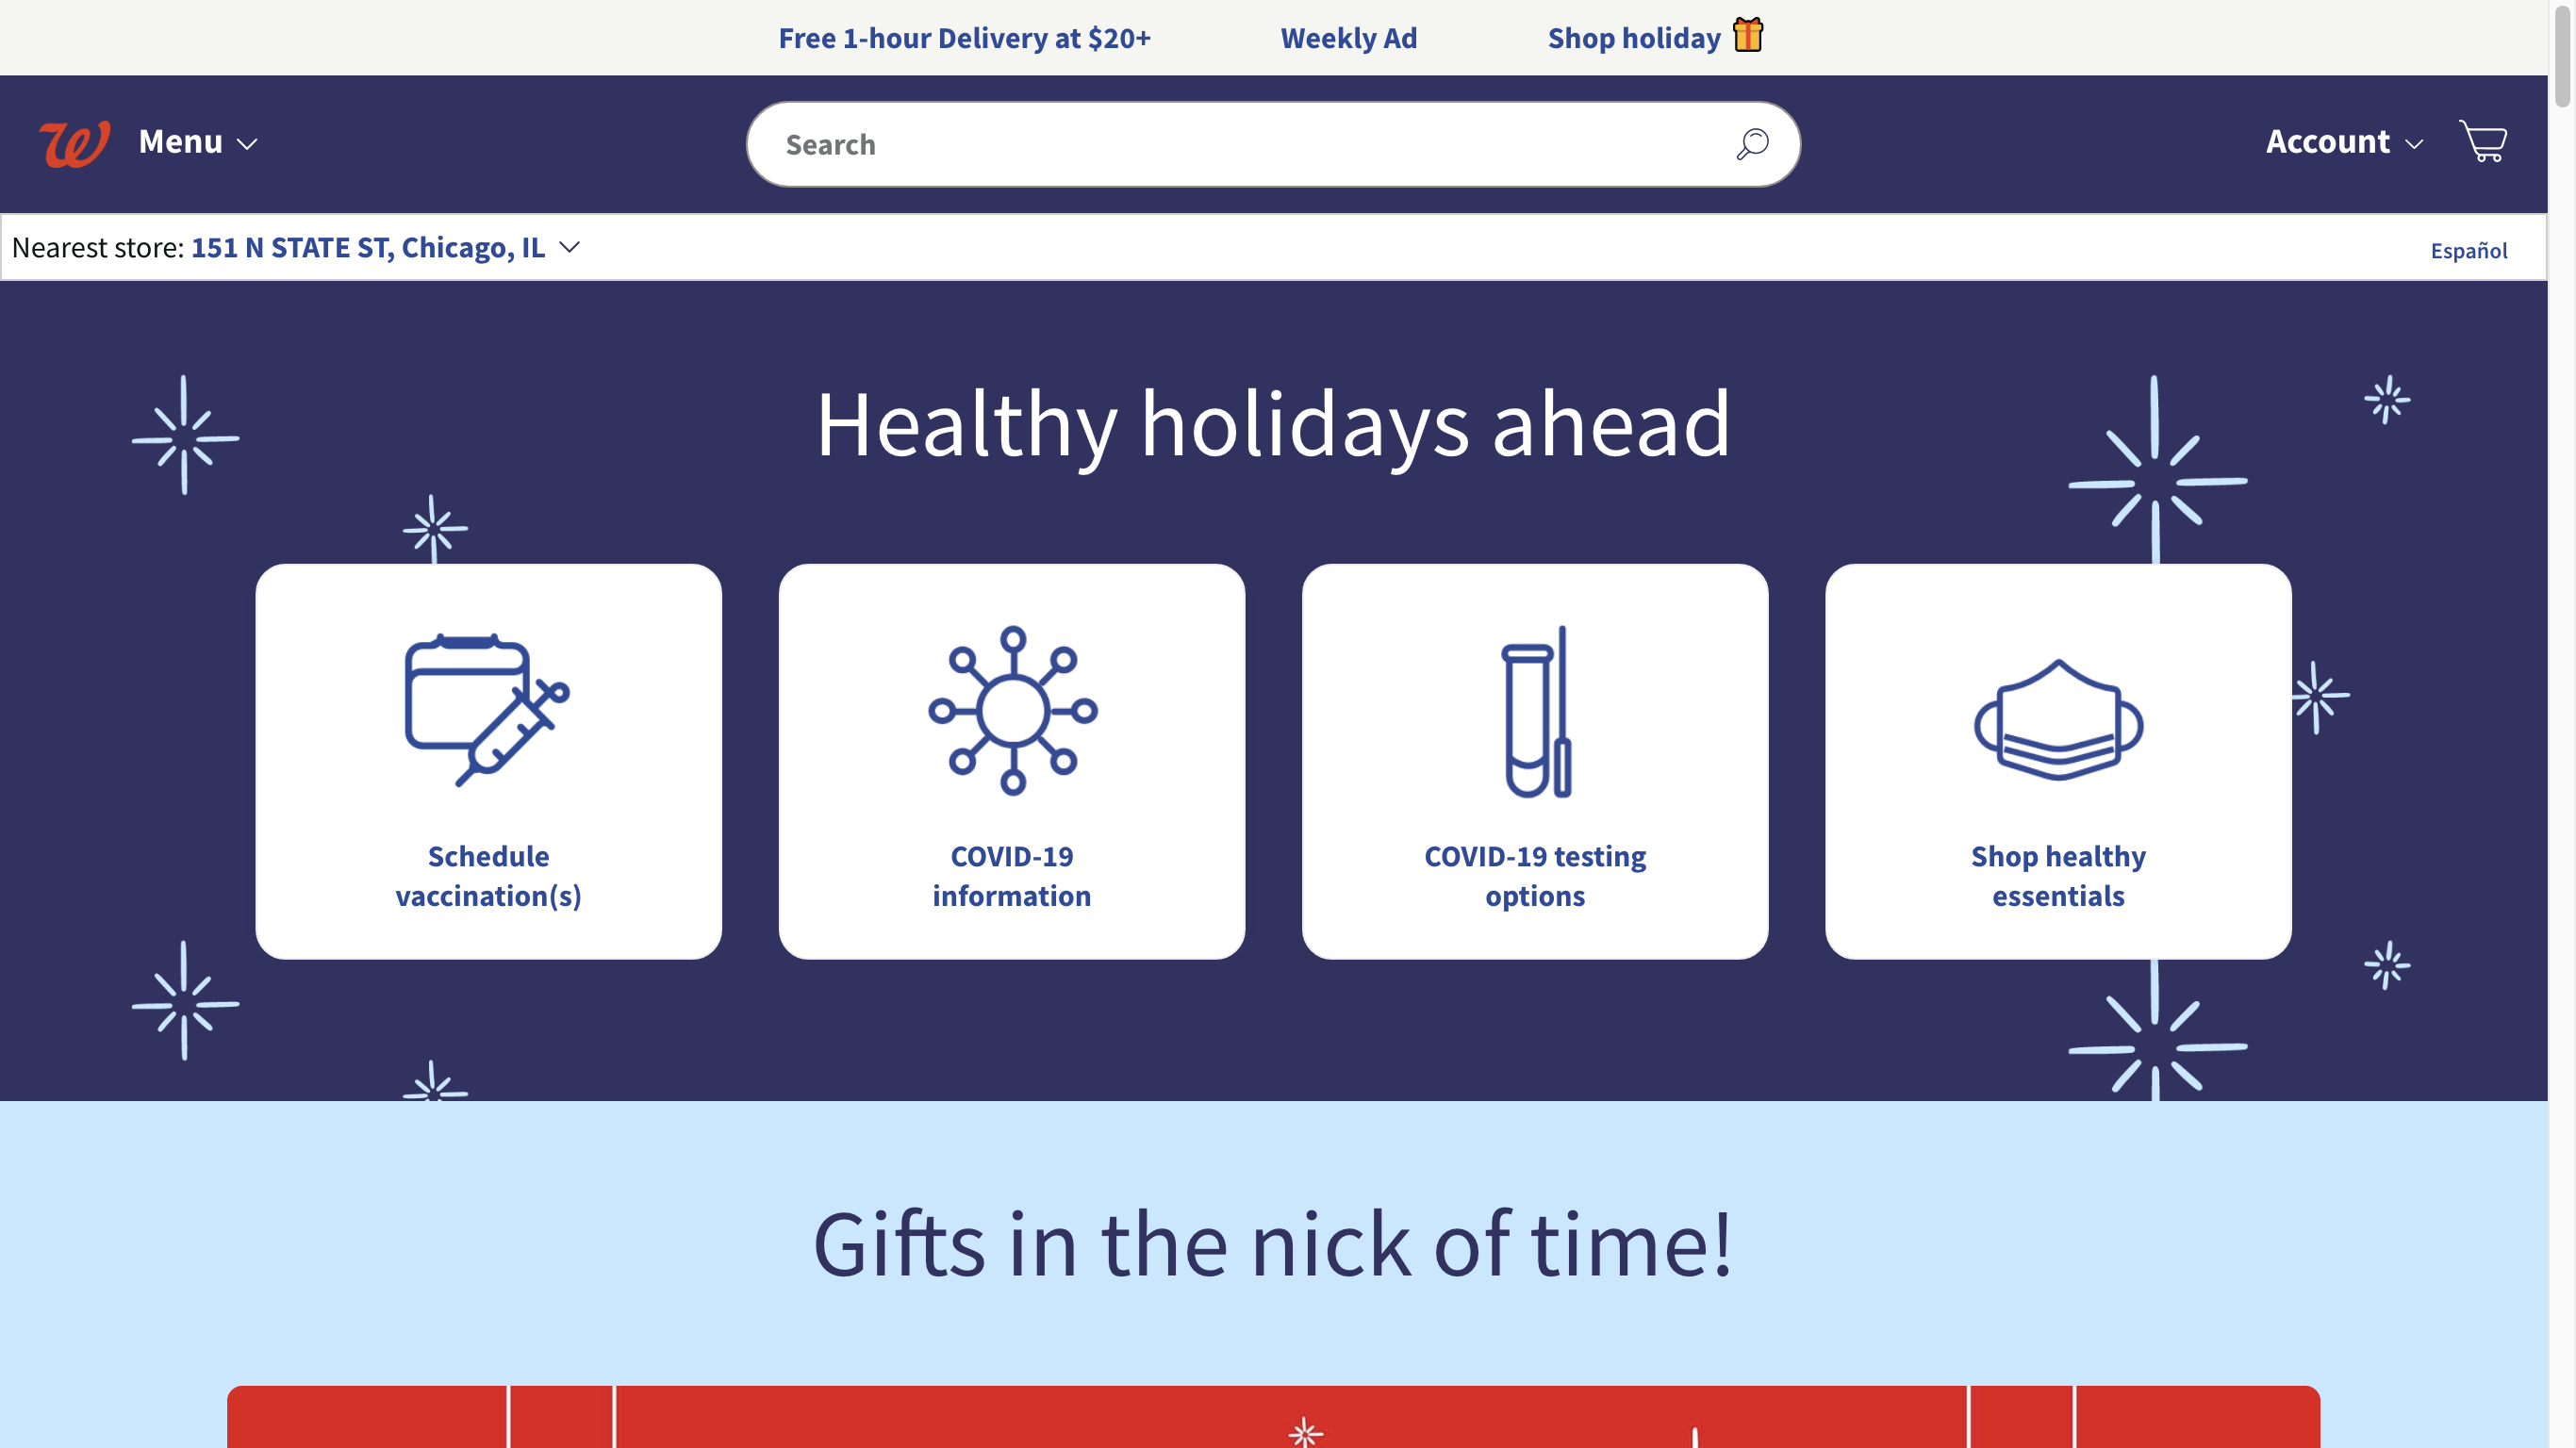 Free 1-hour Delivery at $20+ Weekly Ad Shop holiday
W Menu Search Account
Nearest store: 151 N STATE ST, Chicago, IL Español
Healthy holidays ahead
Schedule
vaccination(s)
COVID-19
information
COVID-19 testing
options
Shop healthy
essentials
Gifts in the nick of time!